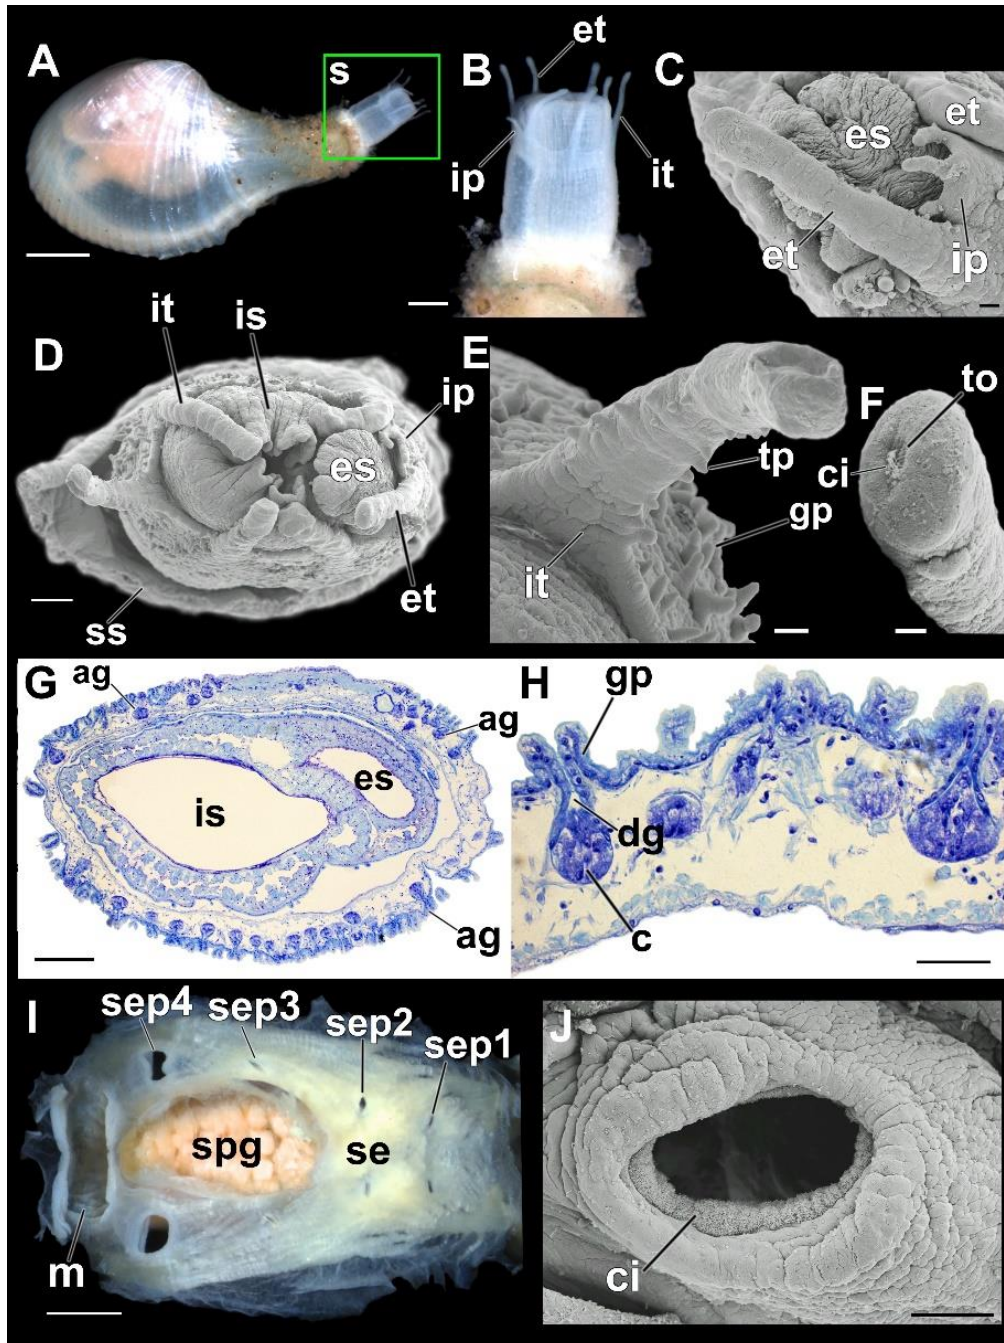 A
s
B
et
ip
it
C
et
es
et
ip
D
it
is
ip
es
et
ss
E
tp
gp
it
F
to
ci
G
ag
ag
es
is
ag
H
gp
dg
c
I
sep4
sep3
sep2
sep1
spg
se
m
J
ci